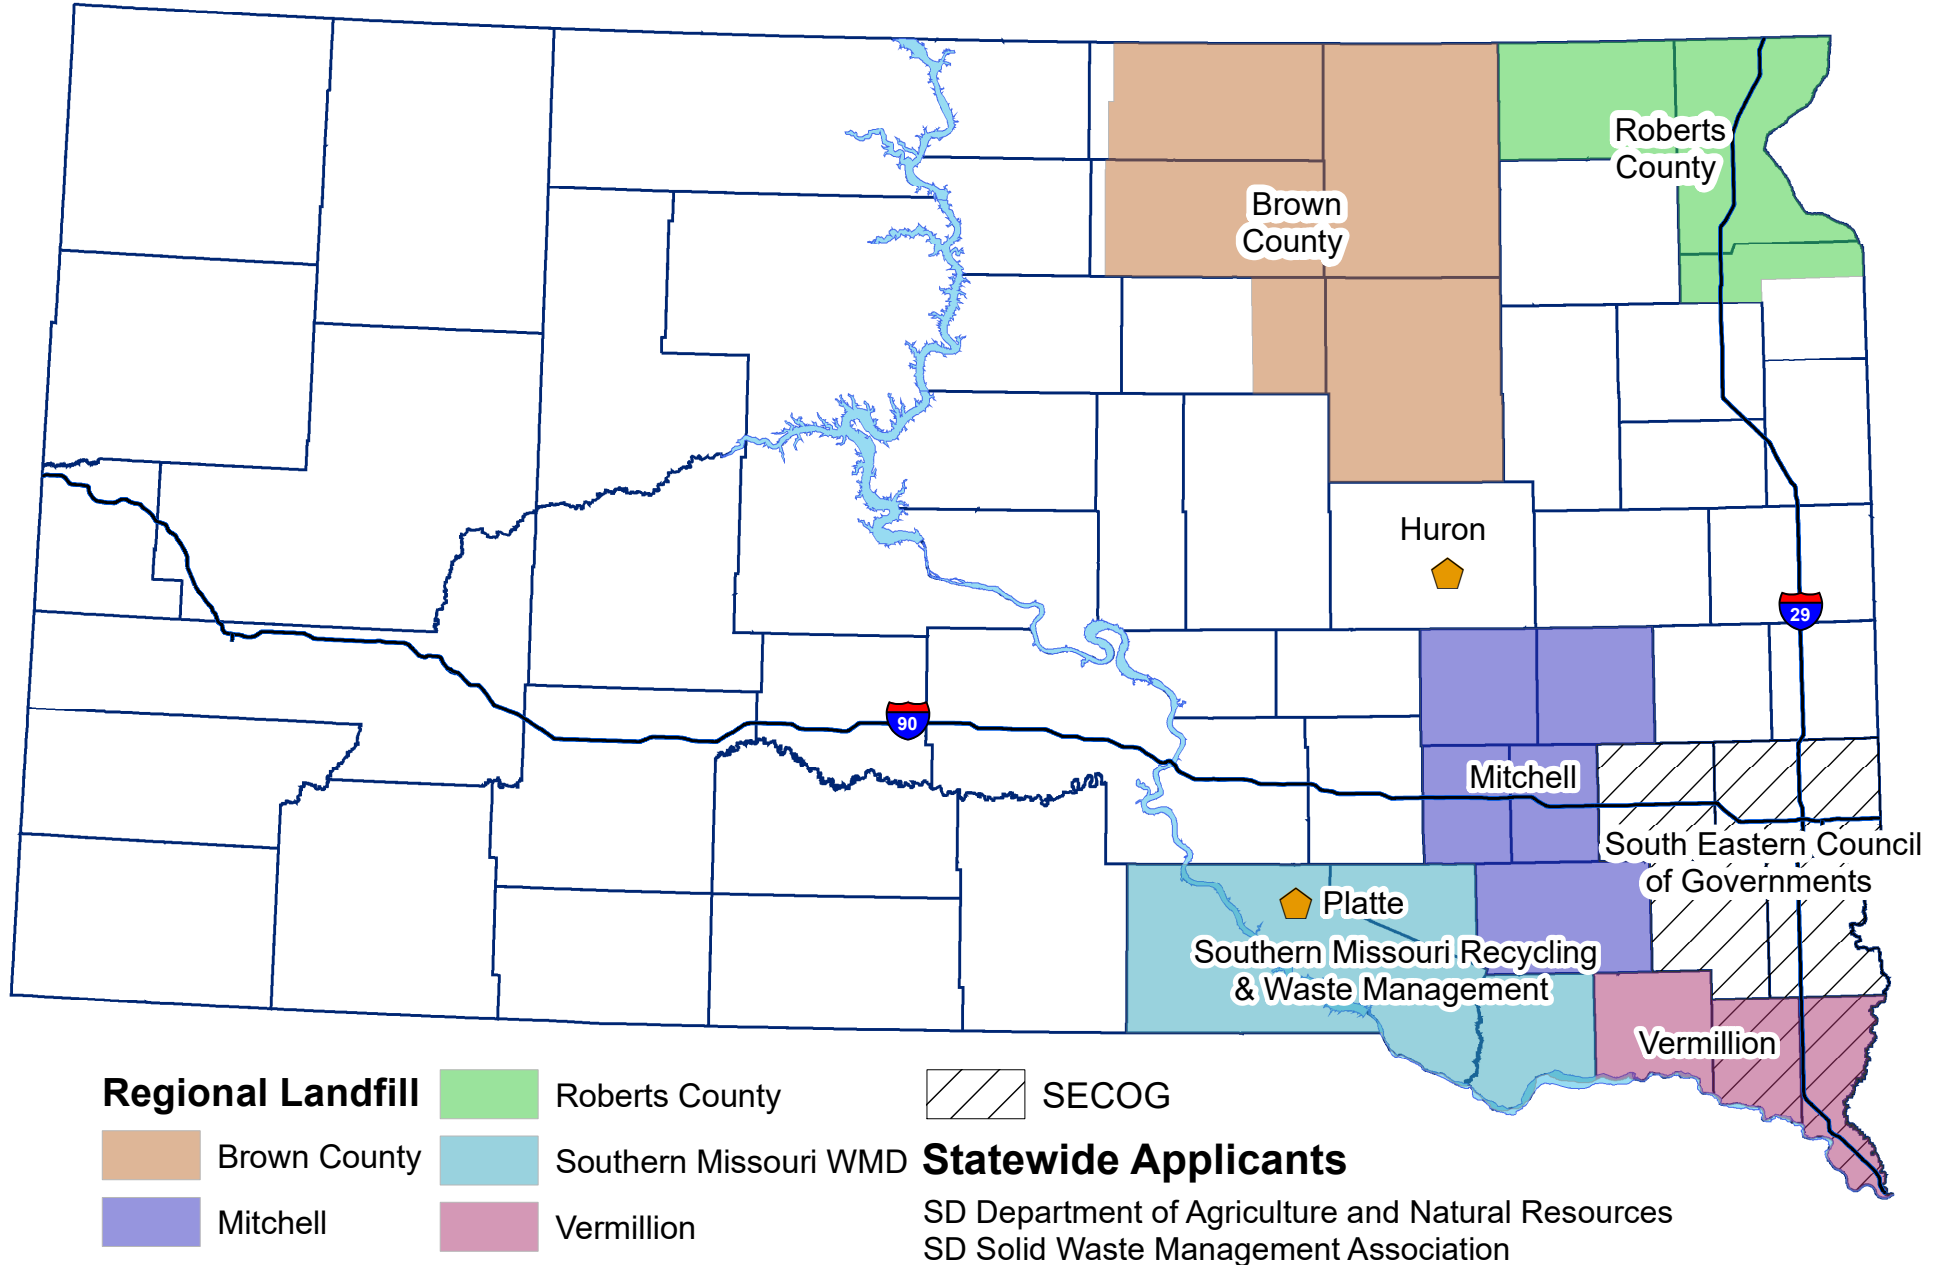 Roberts
County
Brown
County
Huron
29
90
Mitchell
South Eastern Council
of Governments
Platte
Southern Missouri Recycling
& Waste Management
Vermillion
Regional Landfill
Brown County
Mitchell
Roberts County
Southern Missouri WMD
Vermillion
SECOG
Statewide Applicants
SD Department of Agriculture and Natural Resources
SD Solid Waste Management Association